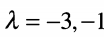 λ = −3, −1